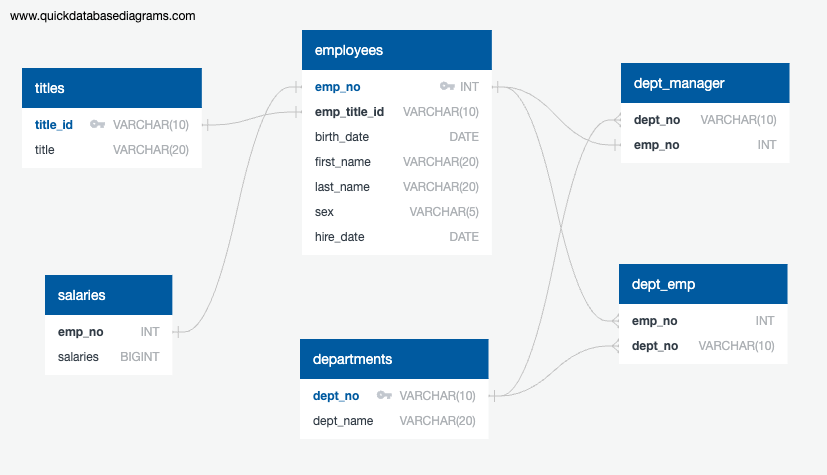 www.quickdatabasediagrams.com
titles
title_id VARCHAR(10)
title VARCHAR(20)
employees
emp_no INT
emp_title_id VARCHAR(10)
birth_date DATE
first_name VARCHAR(20)
last_name VARCHAR(20)
sex VARCHAR(5)
hire_date DATE
dept_manager
dept_no VARCHAR(10)
emp_no INT
salaries
emp_no INT
salaries BIGINT
departments
dept_no VARCHAR(10)
dept_name VARCHAR(20)
dept_emp
emp_no INT
dept_no VARCHAR(10)